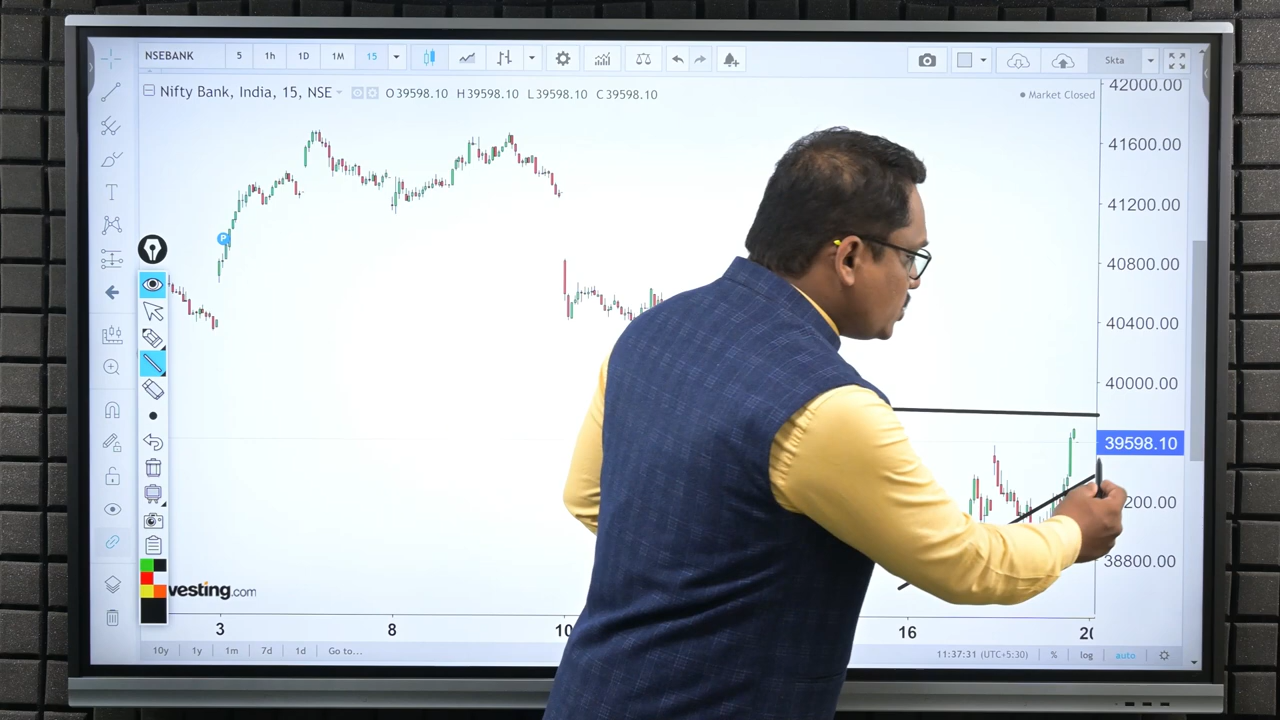 NSEBANK 5 1h 1D 1M 15 Skta
Nifty Bank, India, 15, NSE O39598.10 H39598.10 L39598.10 C39598.10 Market Closed
42000.00
41600.00
41200.00
40800.00
40400.00
40000.00
39598.10
200.00
38800.00
P
T
vesting.com
3 8 10 16 20
10y 1y 1m 7d 1d Go to... 11:37:31 (UTC+5:30) % log auto